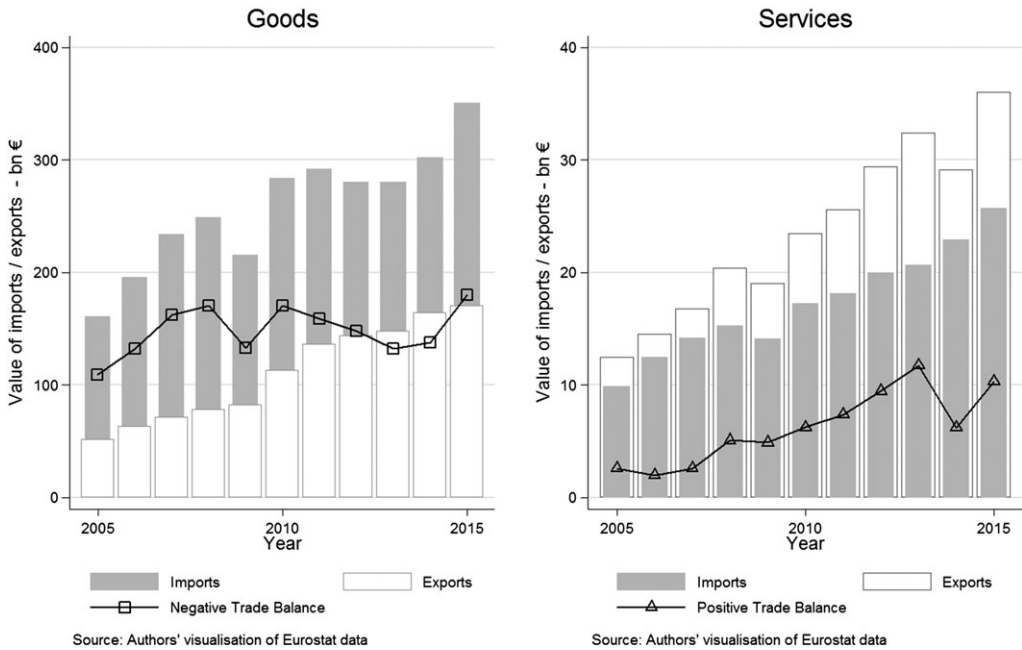 Goods
Value of imports / exports - bn €
400
300
200
100
0
2005
2010
2015
Year
Imports
Exports
Negative Trade Balance
Source: Authors' visualisation of Eurostat data
Services
Value of imports / exports - bn €
40
30
20
10
0
2005
2010
2015
Year
Imports
Exports
Positive Trade Balance
Source: Authors' visualisation of Eurostat data